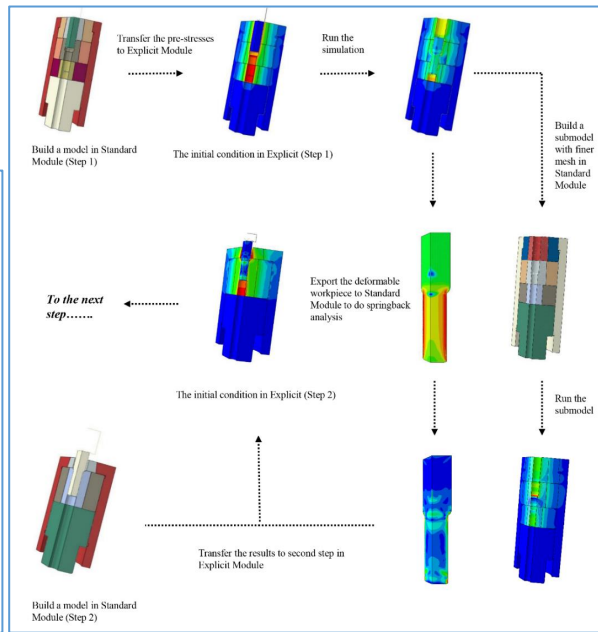 Transfer the pre-stresses
to Explicit Module
Run the
simulation
Build a model in Standard
Module (Step 1)
The initial condition in Explicit (Step 1)
Build a
submodel
with finer
mesh in
Standard
Module
To the next
step…….
Export the deformable
workpiece to Standard
Module to do springback
analysis
The initial condition in Explicit (Step 2)
Run the
submodel
Transfer the results to second step in
Explicit Module
Build a model in Standard
Module (Step 2)